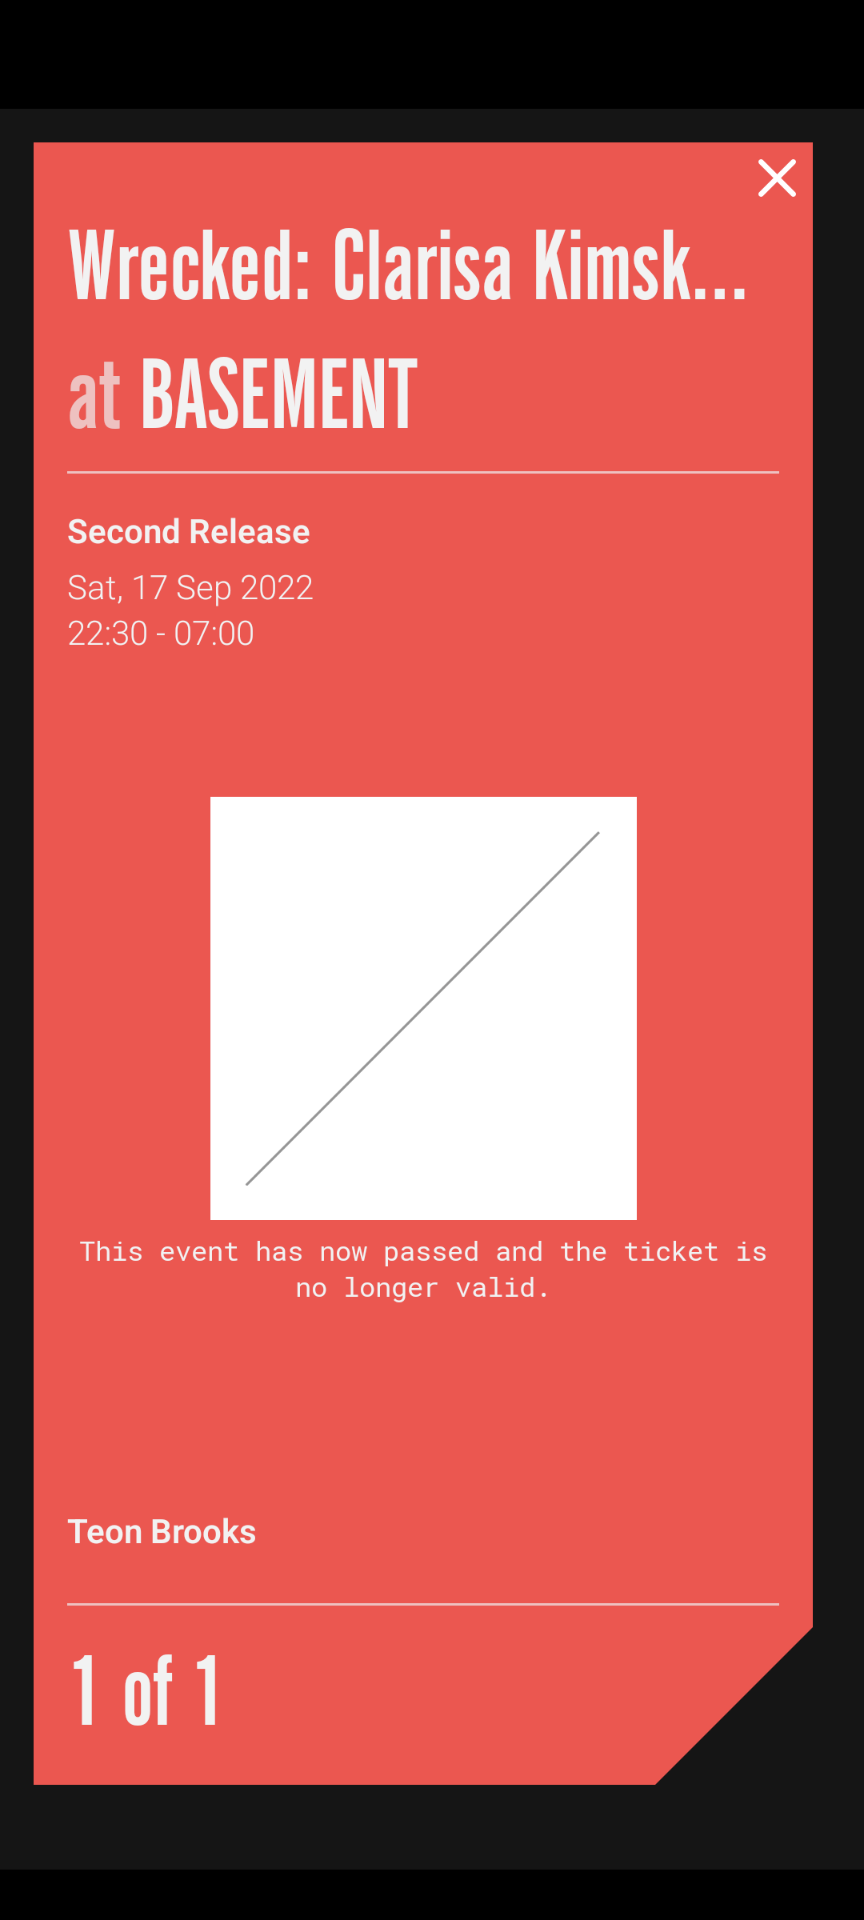 Wrecked: Clarisa Kimsk...
at BASEMENT
Second Release
Sat, 17 Sep 2022
22:30 - 07:00
This event has now passed and the ticket is
no longer valid.
Teon Brooks
1 of 1